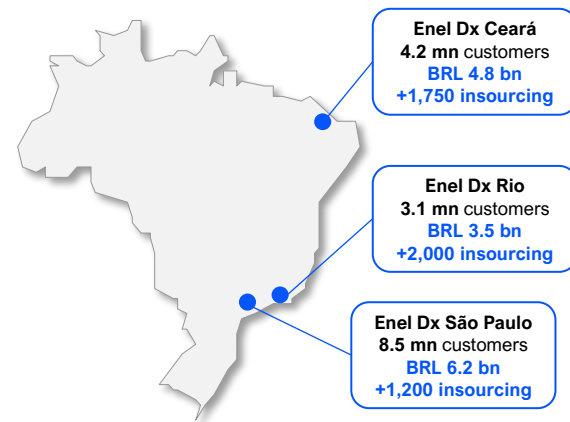 Enel Dx Ceará
4.2 mn customers
BRL 4.8 bn
+1,750 insourcing
Enel Dx Rio
3.1 mn customers
BRL 3.5 bn
+2,000 insourcing
Enel Dx São Paulo
8.5 mn customers
BRL 6.2 bn
+1,200 insourcing